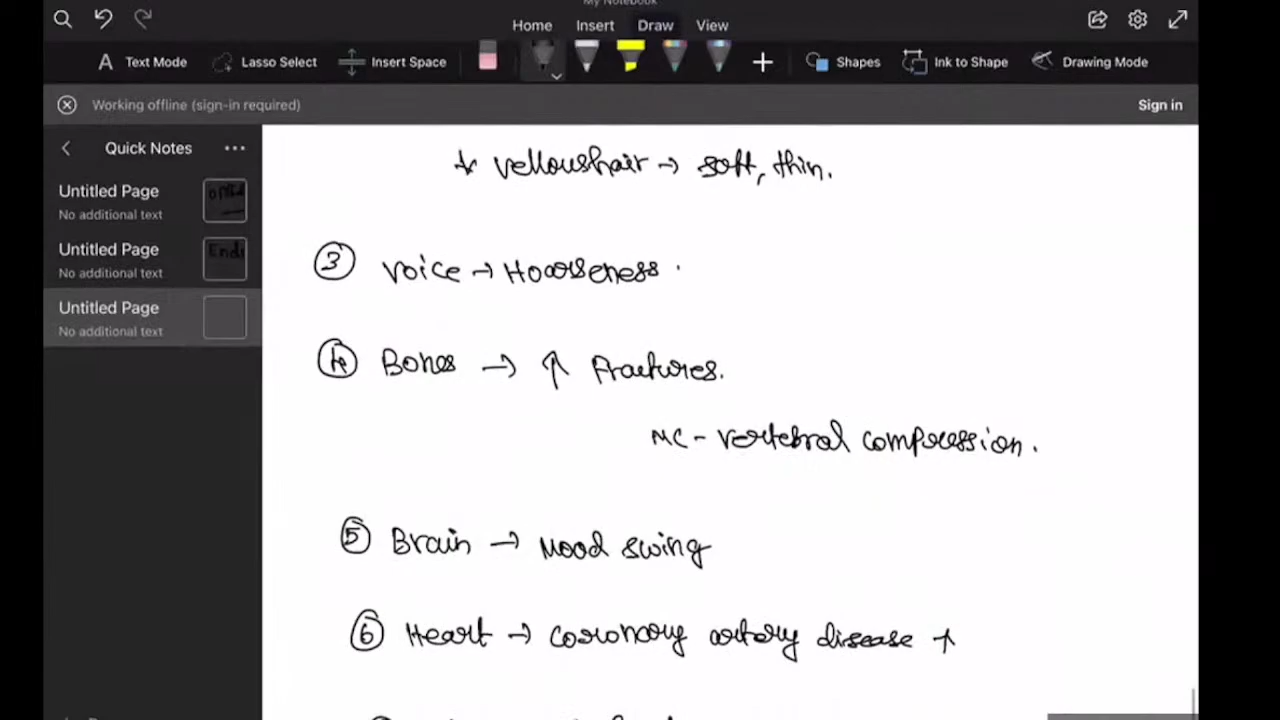 My Notebook
Home Insert Draw View
Text Mode Lasso Select Insert Space Shapes Ink to Shape Drawing Mode
Working offline (sign-in required) Sign in
Quick Notes
Untitled Page
No additional text
Untitled Page
No additional text
Untitled Page
No additional text
↓ velloushair → soft, thin.
③ Voice → Hoarseness.
④ Bones → ↑ Fractures.
MC - vertebral compression.
⑤ Brain → Mood swing
⑥ Heart → coronary artery disease ↑